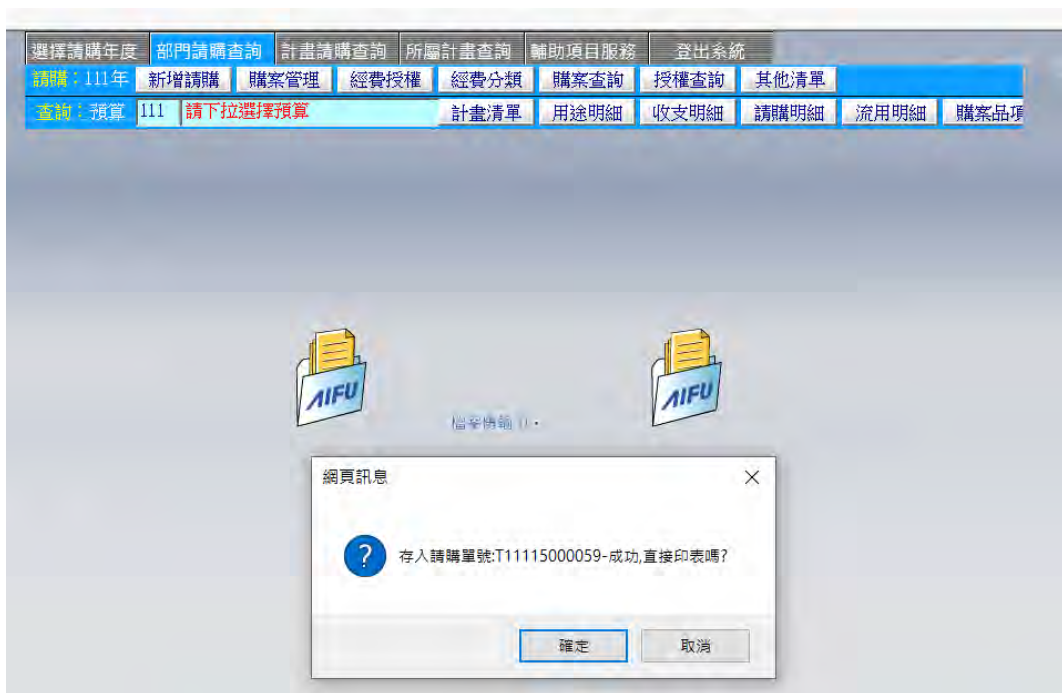 選擇請購年度 部門請購查詢 計畫請購查詢 所屬計畫查詢 輔助項目服務 登出系統
請購：111年 新增請購 購案管理 經費授權 經費分類 購案查詢 授權查詢 其他清單
查詢：預算 111 請下拉選擇預算 計畫清單 用途明細 收支明細 請購明細 流用明細 購案品項
AIFU AIFU
網頁訊息
存入請購單號:T11115000059-成功,直接印表嗎?
確定 取消